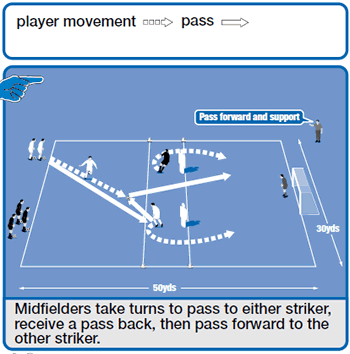 player movement pass
Pass forward and support
30yds
50yds
Midfielders take turns to pass to either striker,
receive a pass back, then pass forward to the
other striker.